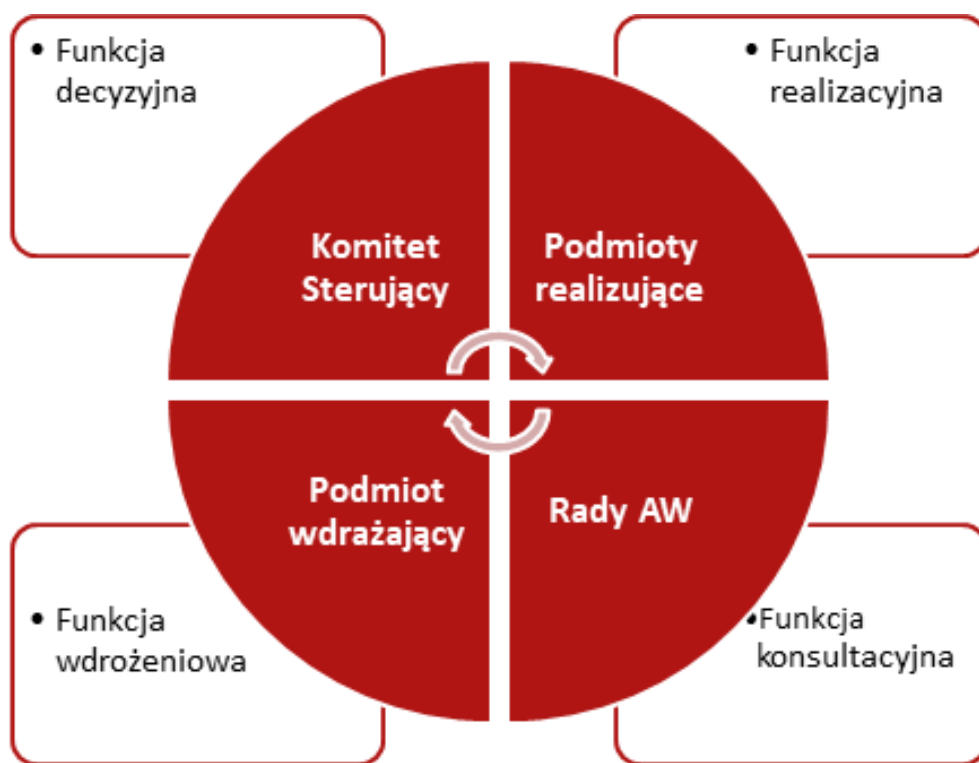 • Funkcja
decyzyjna
• Funkcja
realizacyjna
Komitet
Sterujący
Podmioty
realizujące
Podmiot
wdrażający
Rady AW
• Funkcja
wdrożeniowa
•Funkcja
konsultacyjna